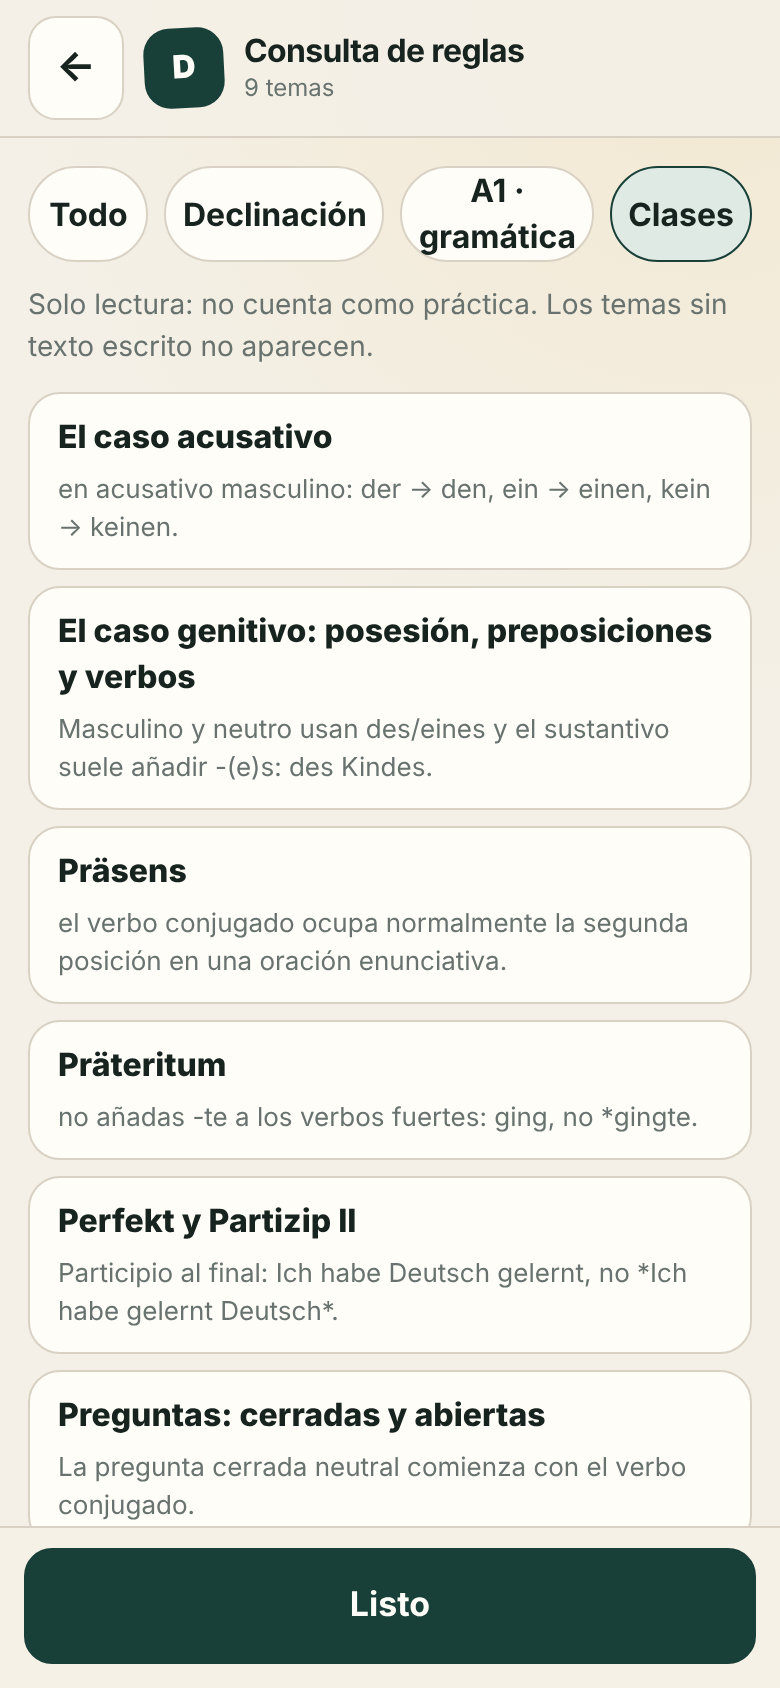 ←
D
Consulta de reglas
9 temas
Todo
Declinación
A1 ·
gramática
Clases
Solo lectura: no cuenta como práctica. Los temas sin
texto escrito no aparecen.
El caso acusativo
en acusativo masculino: der → den, ein → einen, kein
→ keinen.
El caso genitivo: posesión, preposiciones
y verbos
Masculino y neutro usan des/eines y el sustantivo
suele añadir -(e)s: des Kindes.
Präsens
el verbo conjugado ocupa normalmente la segunda
posición en una oración enunciativa.
Präteritum
no añadas -te a los verbos fuertes: ging, no *gingte.
Perfekt y Partizip II
Participio al final: Ich habe Deutsch gelernt, no *Ich
habe gelernt Deutsch*.
Preguntas: cerradas y abiertas
La pregunta cerrada neutral comienza con el verbo
conjugado.
Listo